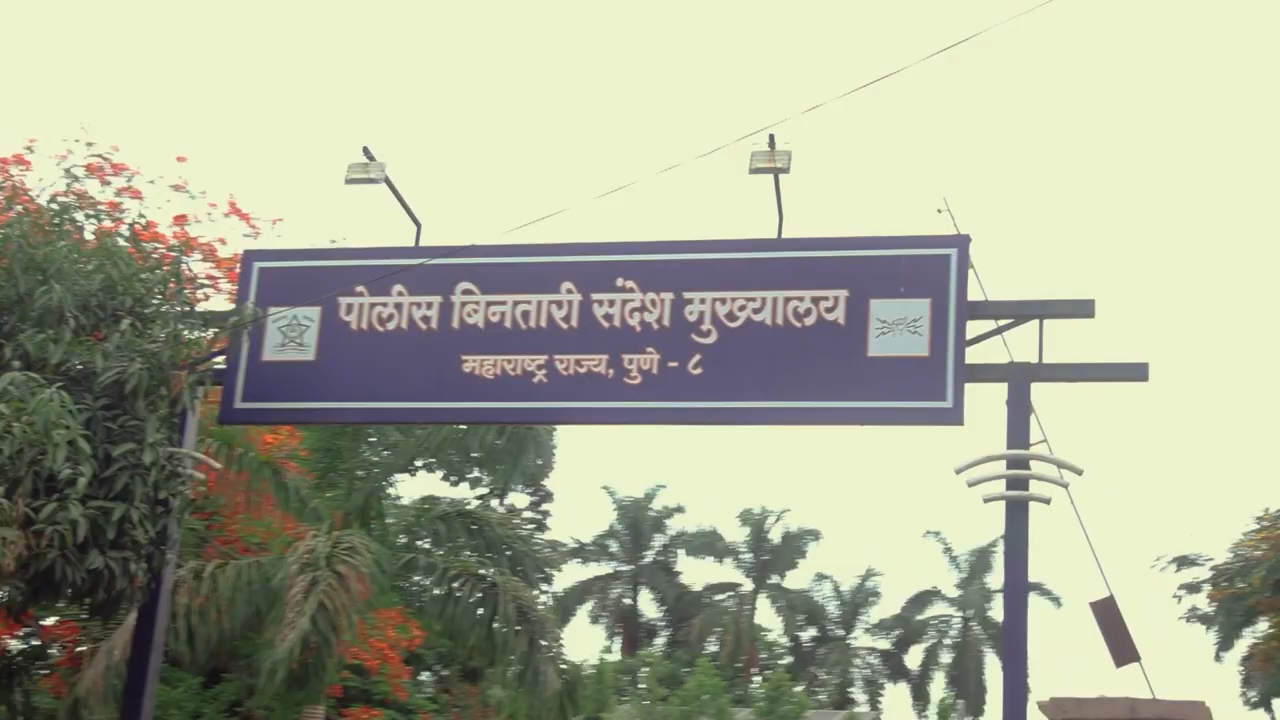 पोलीस बिनतारी संदेश मुख्यालय
महाराष्ट्र राज्य, पुणे - ८